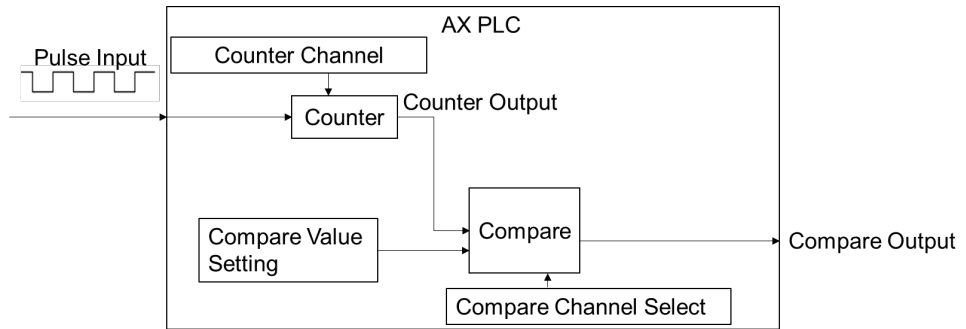 AX PLC
Pulse Input
Counter Channel
Counter Output
Counter
Compare Value
Setting
Compare
Compare Output
Compare Channel Select